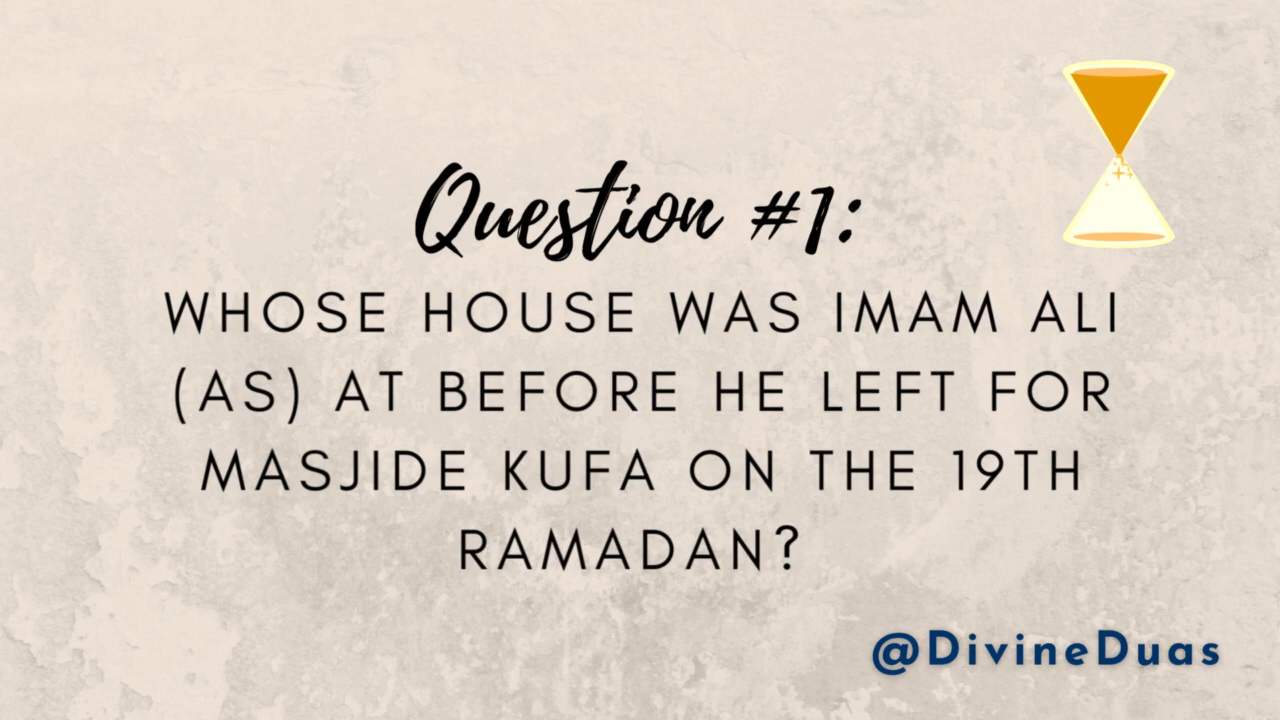 Question #1:
WHOSE HOUSE WAS IMAM ALI
(AS) AT BEFORE HE LEFT FOR
MASJIDE KUFA ON THE 19TH
RAMADAN?
@DivineDuas